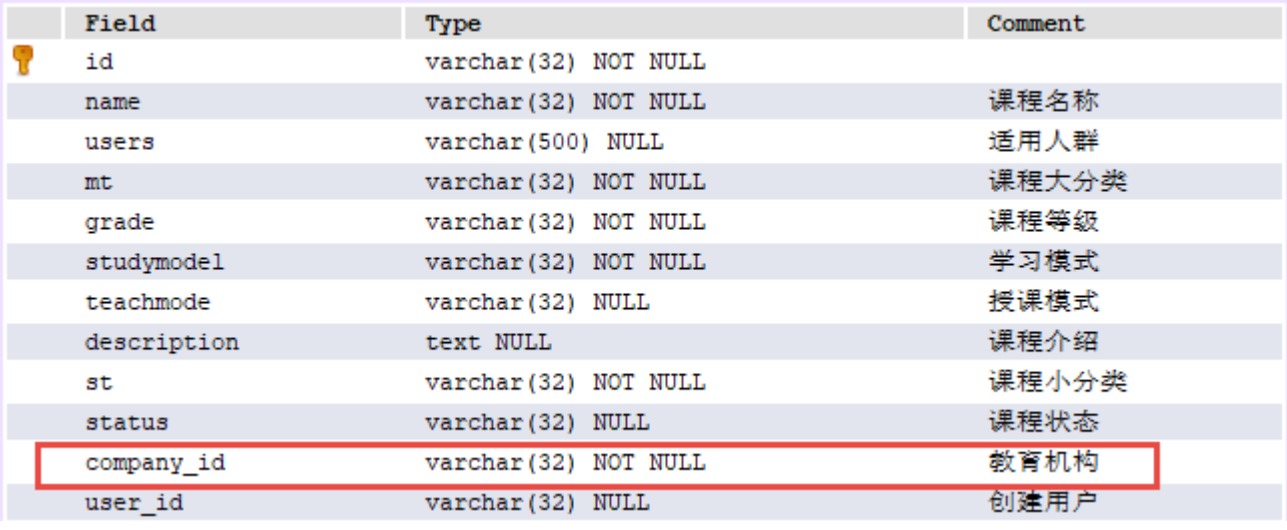 Field Type Comment
id varchar(32) NOT NULL
name varchar(32) NOT NULL 课程名称
users varchar(500) NULL 适用人群
mt varchar(32) NOT NULL 课程大分类
grade varchar(32) NOT NULL 课程等级
studymodel varchar(32) NOT NULL 学习模式
teachmode varchar(32) NULL 授课模式
description text NULL 课程介绍
st varchar(32) NOT NULL 课程小分类
status varchar(32) NULL 课程状态
company_id varchar(32) NOT NULL 教育机构
user_id varchar(32) NULL 创建用户